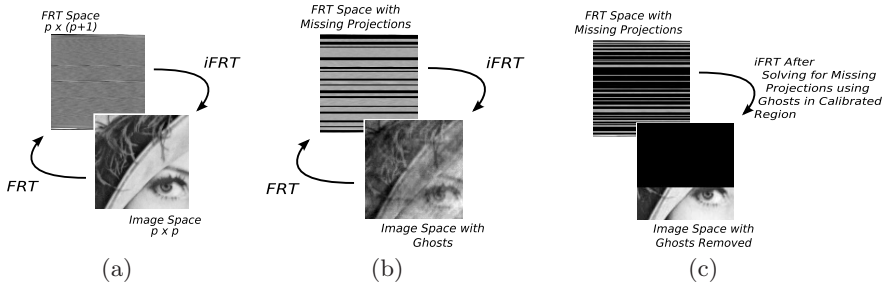 FRT Space
p x (p+1)
iFRT
FRT
Image Space
p x p
(a)
FRT Space with
Missing Projections
iFRT
FRT
Image Space with
Ghosts
(b)
FRT Space with
Missing Projections
iFRT After
Solving for Missing
Projections using
Ghosts in Calibrated
Region
Image Space with
Ghosts Removed
(c)